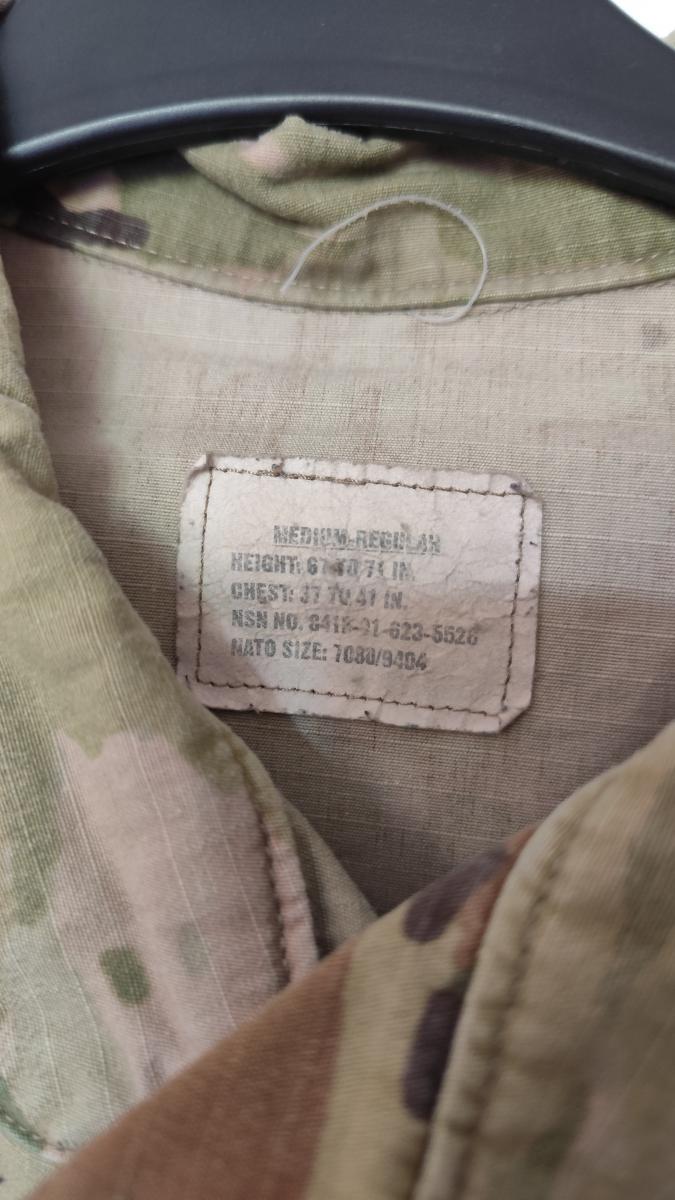 MEDIUM-REGULAR
HEIGHT: 67 TO 71 IN.
CHEST: 37 TO 41 IN.
NSN NO. 8415-01-623-5526
NATO SIZE: 7080/9404